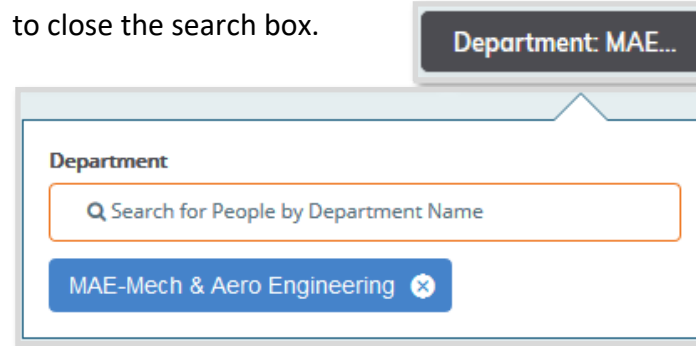 to close the search box.
Department: MAE...
Department
Search for People by Department Name
MAE-Mech & Aero Engineering